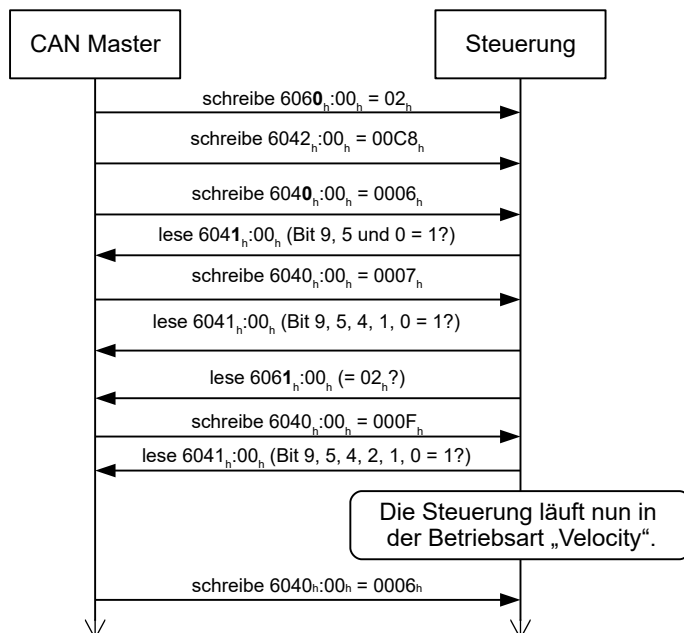 CAN Master
Steuerung
schreibe 6060h:00h = 02h
schreibe 6042h:00h = 00C8h
schreibe 6040h:00h = 0006h
lese 6041h:00h (Bit 9, 5 und 0 = 1?)
schreibe 6040h:00h = 0007h
lese 6041h:00h (Bit 9, 5, 4, 1, 0 = 1?)
lese 6061h:00h (= 02h?)
schreibe 6040h:00h = 000Fh
lese 6041h:00h (Bit 9, 5, 4, 2, 1, 0 = 1?)
Die Steuerung läuft nun in
der Betriebsart „Velocity“.
schreibe 6040h:00h = 0006h